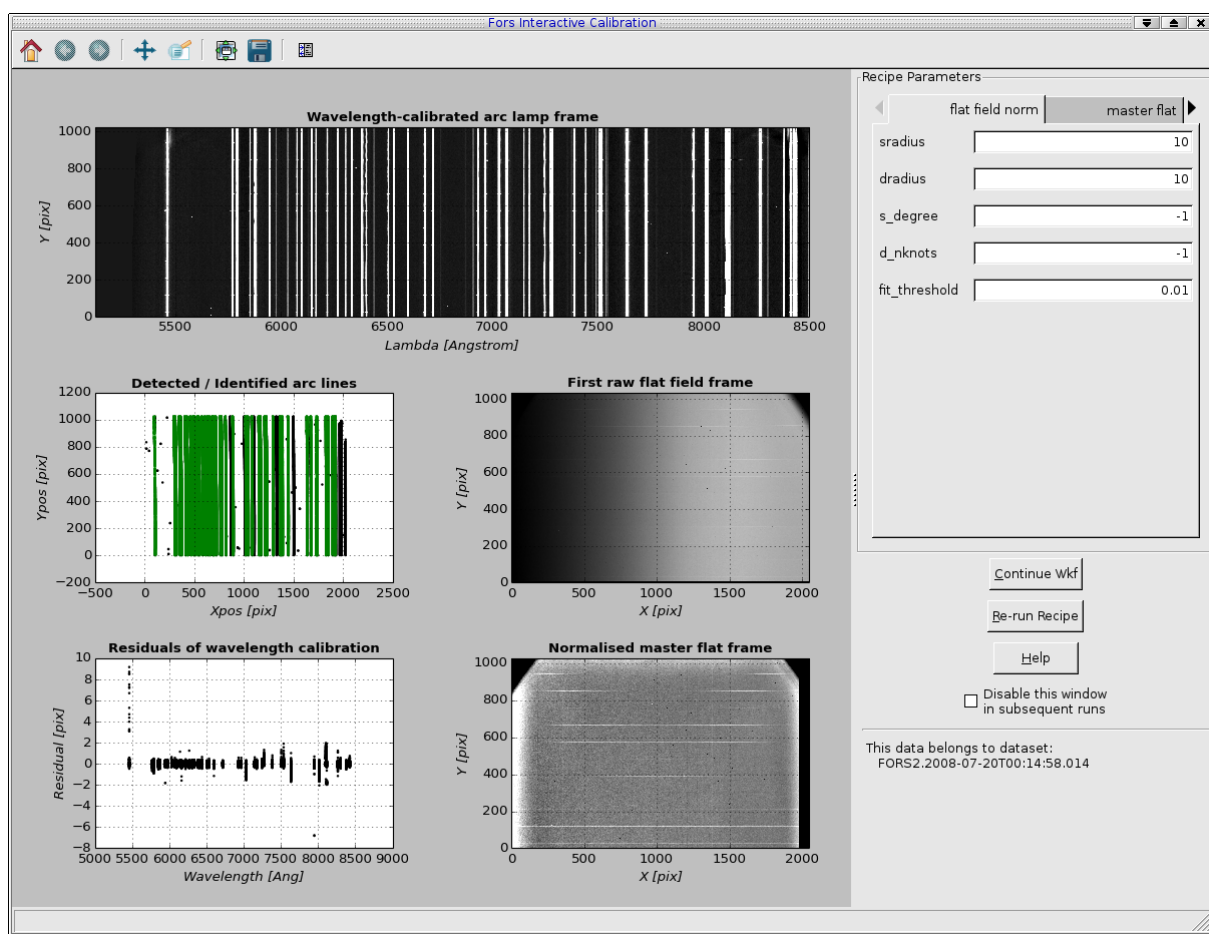 Fors Interactive Calibration
Recipe Parameters
flat field norm
master flat
sradius 10
dradius 10
s_degree -1
d_nknots -1
fit_threshold 0.01
Continue Wkf
Re-run Recipe
Help
Disable this window
in subsequent runs
This data belongs to dataset:
FORS2.2008-07-20T00:14:58.014
Wavelength-calibrated arc lamp frame
Y [pix]
1000
800
600
400
200
0
5500 6000 6500 7000 7500 8000 8500
Lambda [Angstrom]
Detected / Identified arc lines
Ypos [pix]
1200
1000
800
600
400
200
0
−200
−500 0 500 1000 1500 2000 2500
Xpos [pix]
First raw flat field frame
Y [pix]
1000
800
600
400
200
0
0 500 1000 1500 2000
X [pix]
Residuals of wavelength calibration
Residual [pix]
10
8
6
4
2
0
−2
−4
−6
−8
5000 5500 6000 6500 7000 7500 8000 8500 9000
Wavelength [Ang]
Normalised master flat frame
Y [pix]
1000
800
600
400
200
0
0 500 1000 1500 2000
X [pix]